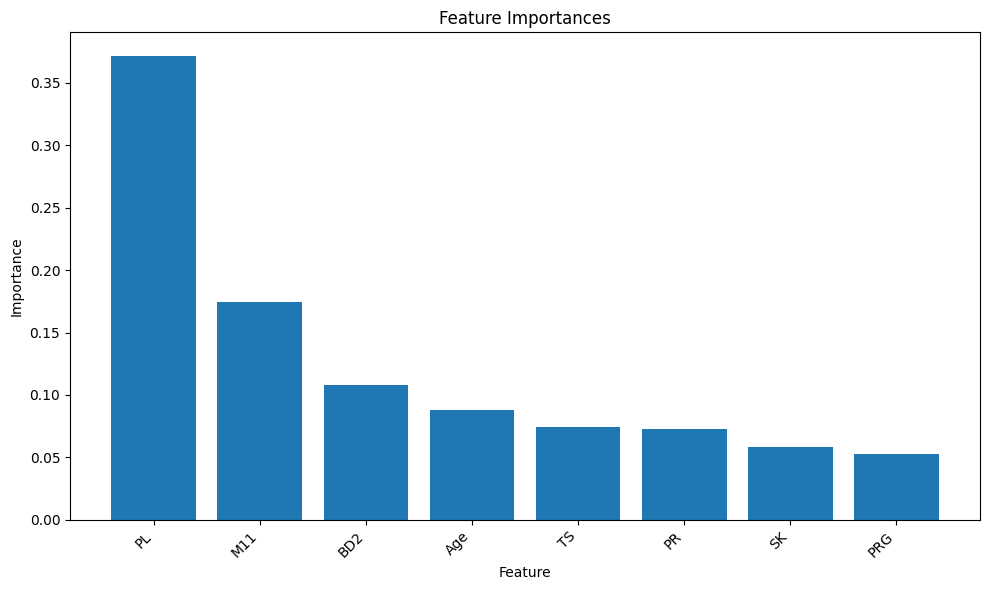 Feature Importances
Importance
0.35
0.30
0.25
0.20
0.15
0.10
0.05
0.00
PL
M11
BD2
Age
TS
PR
SK
PRG
Feature